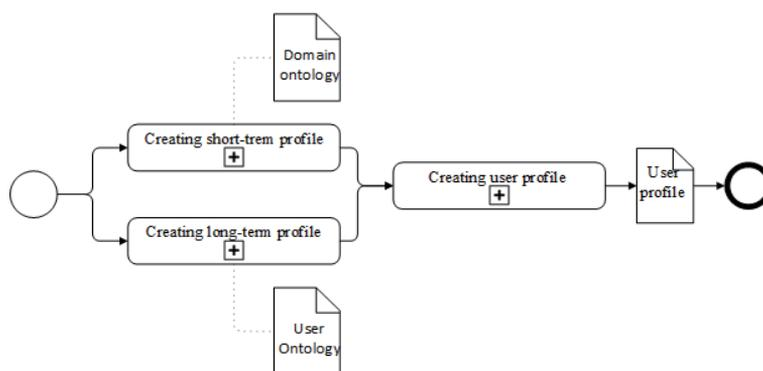 Domain
ontology
Creating short-trem profile
Creating user profile
User
profile
Creating long-term profile
User
Ontology